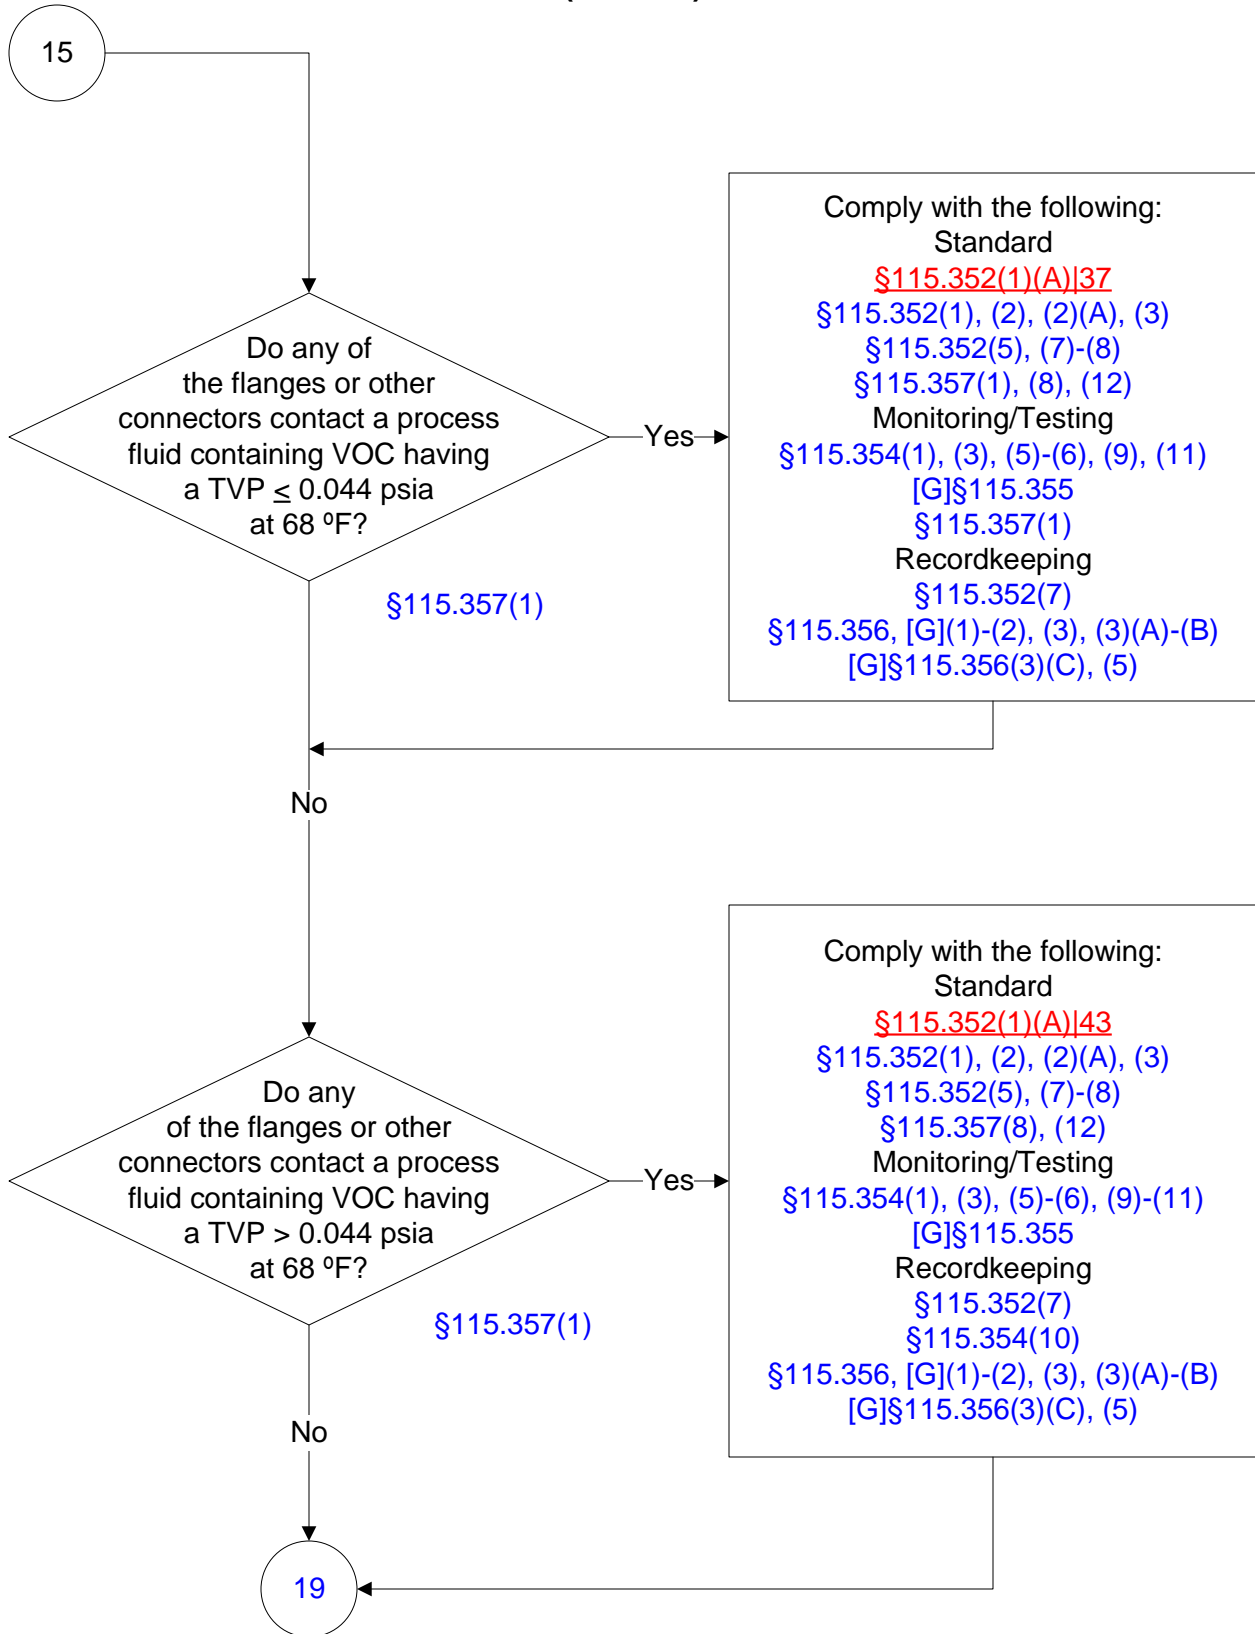 15
Do any of
the flanges or other
connectors contact a process
fluid containing VOC having
a TVP ≤ 0.044 psia
at 68 ºF?
Yes
§115.357(1)
Comply with the following:
Standard
§115.352(1)(A)|37
§115.352(1), (2), (2)(A), (3)
§115.352(5), (7)-(8)
§115.357(1), (8), (12)
Monitoring/Testing
§115.354(1), (3), (5)-(6), (9), (11)
[G]§115.355
§115.357(1)
Recordkeeping
§115.352(7)
§115.356, [G](1)-(2), (3), (3)(A)-(B)
[G]§115.356(3)(C), (5)
No
Do any
of the flanges or other
connectors contact a process
fluid containing VOC having
a TVP > 0.044 psia
at 68 ºF?
Yes
§115.357(1)
Comply with the following:
Standard
§115.352(1)(A)|43
§115.352(1), (2), (2)(A), (3)
§115.352(5), (7)-(8)
§115.357(8), (12)
Monitoring/Testing
§115.354(1), (3), (5)-(6), (9)-(11)
[G]§115.355
Recordkeeping
§115.352(7)
§115.354(10)
§115.356, [G](1)-(2), (3), (3)(A)-(B)
[G]§115.356(3)(C), (5)
No
19